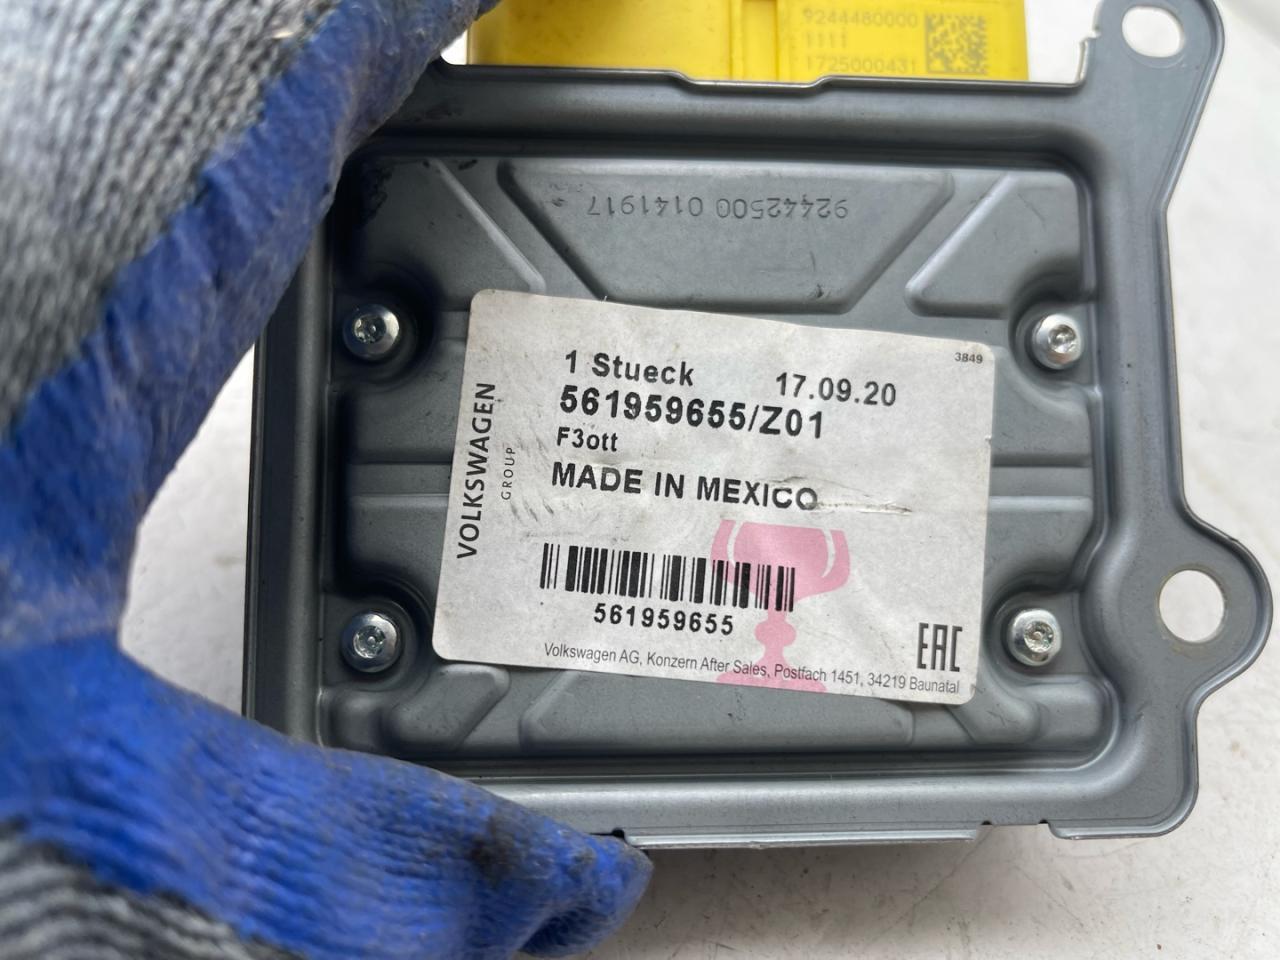 9244480000
1111
1725000431
92442500 0141917
3849
1 Stueck 17.09.20
561959655/Z01
F3ott
MADE IN MEXICO
VOLKSWAGEN
GROUP
561959655
EAC
Volkswagen AG, Konzern After Sales, Postfach 1451, 34219 Baunatal